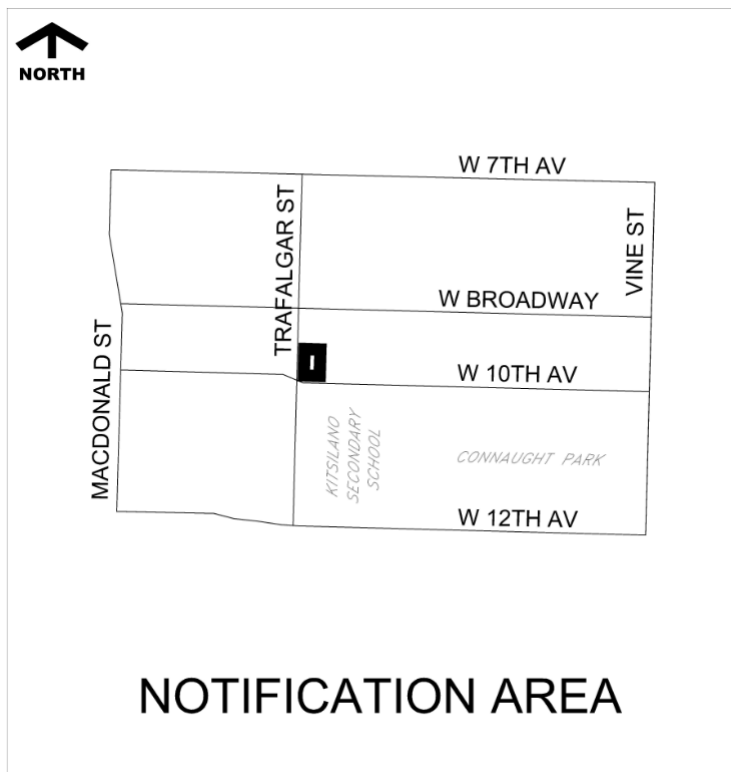 NORTH
W 7TH AV
TRAFALGAR ST
VINE ST
W BROADWAY
MACDONALD ST
W 10TH AV
KITSILANO
SECONDARY
SCHOOL
CONNAUGHT PARK
W 12TH AV
NOTIFICATION AREA